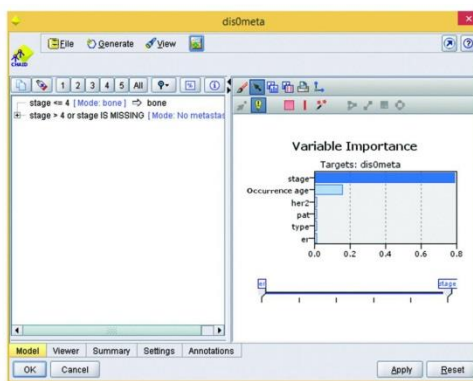 dis0meta
File Generate View
CHAID
1 2 3 4 5 All
stage <= 4 [Mode: bone] ⇨ bone
stage > 4 or stage IS MISSING [Mode: No metastas
Variable Importance
Targets: dis0meta
stage
Occurrence age
her2
pat
type
er
0.0 0.2 0.4 0.6 0.8
er stage
Model Viewer Summary Settings Annotations
OK Cancel Apply Reset